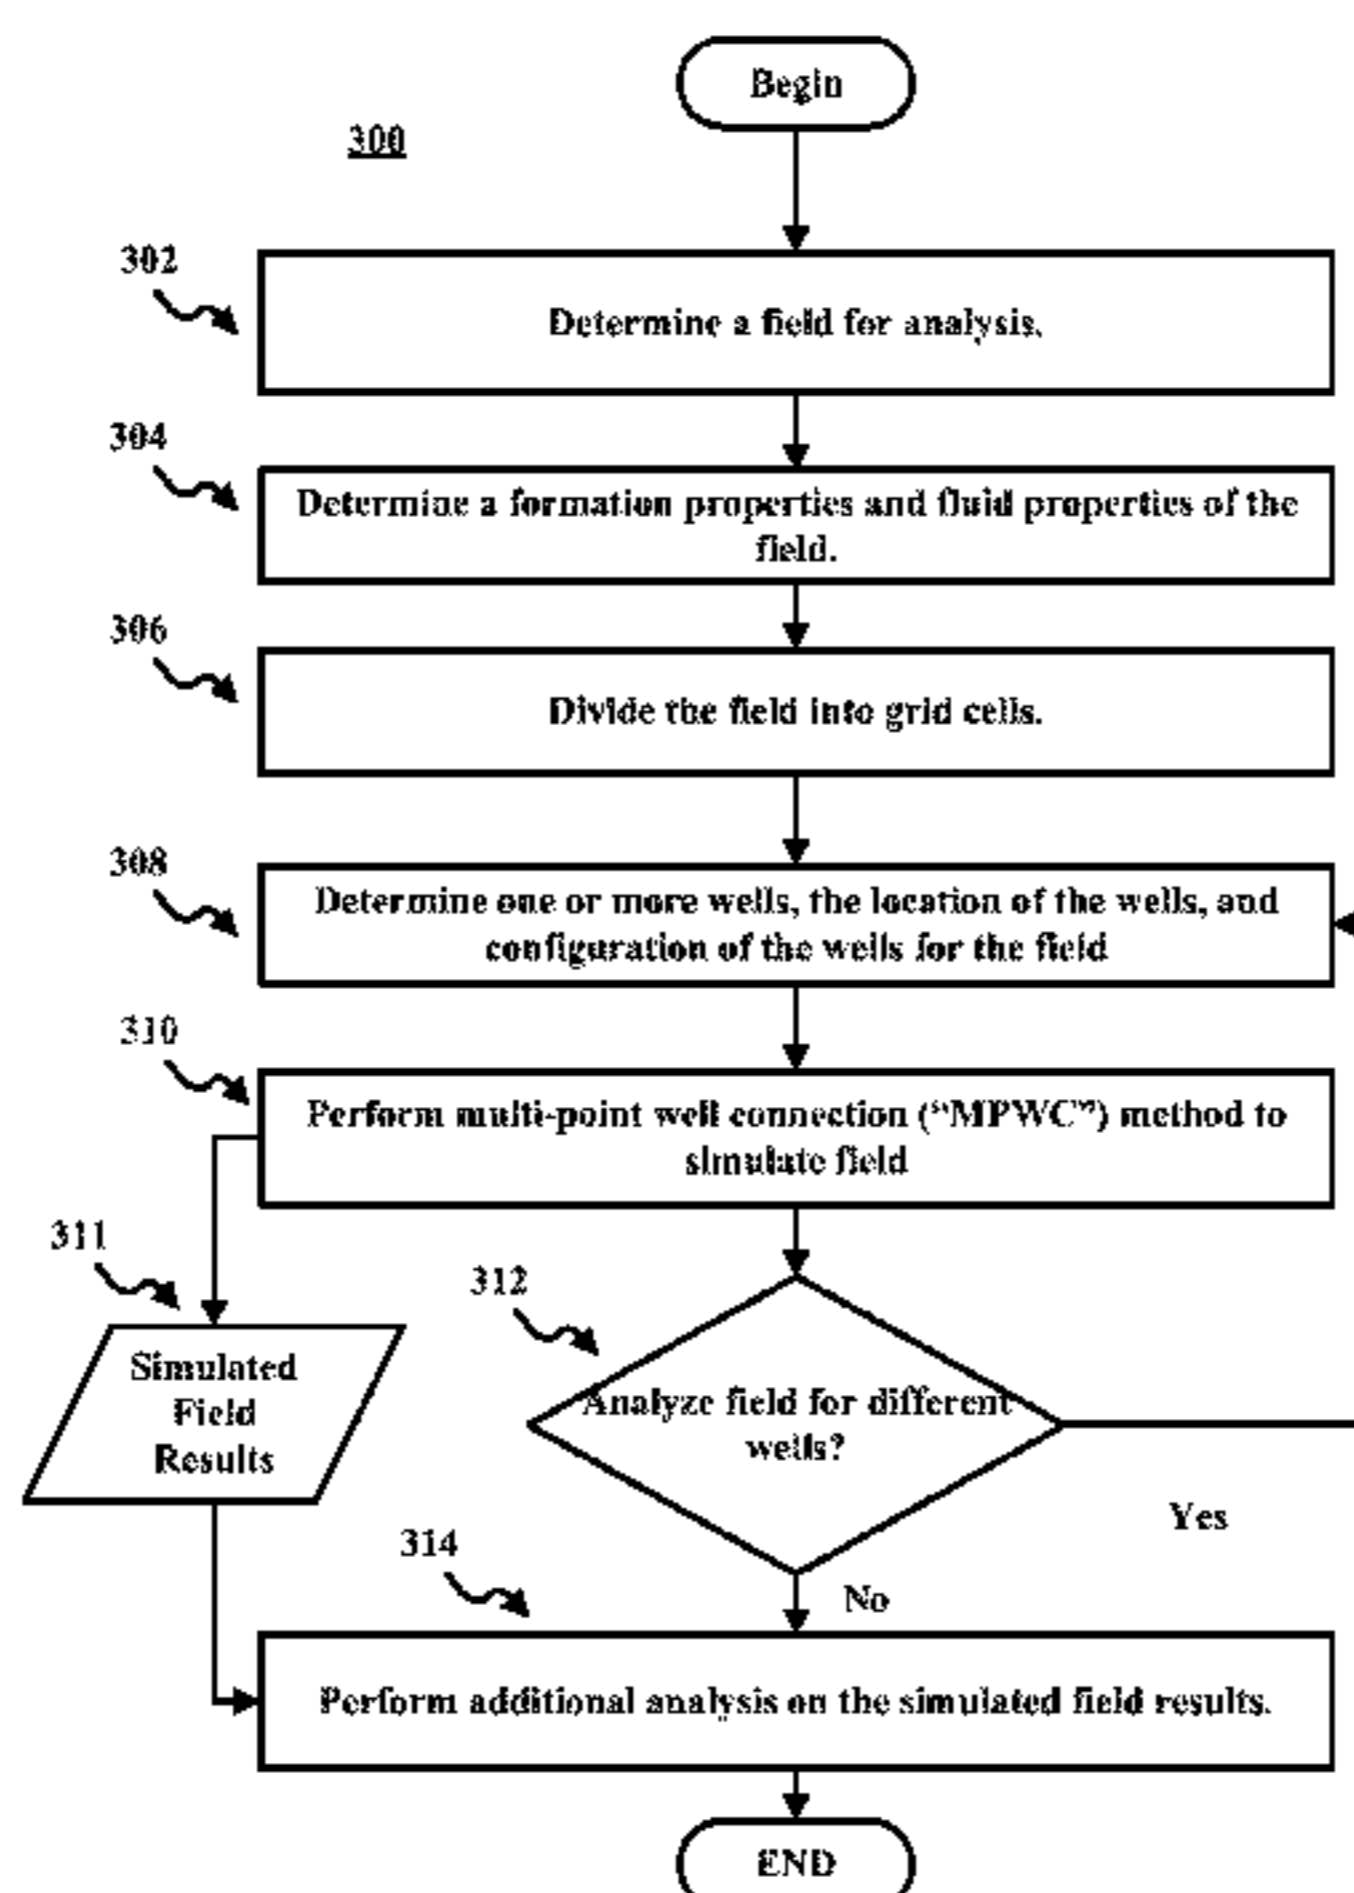 Begin
300
302
Determine a field for analysis.
304
Determine a formation properties and fluid properties of the
field.
306
Divide the field into grid cells.
308
Determine one or more wells, the location of the wells, and
configuration of the wells for the field
310
Perform multi-point well connection (“MPWC”) method to
simulate field
311
Simulated
Field
Results
312
Analyze field for different
wells?
Yes
No
314
Perform additional analysis on the simulated field results.
END